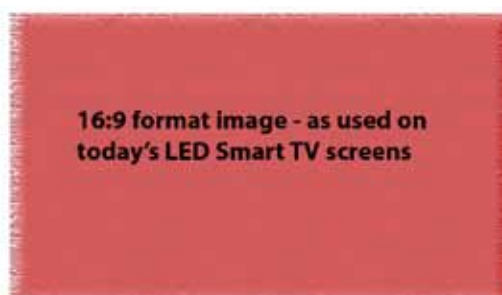 16:9 format image - as used on
today's LED Smart TV screens